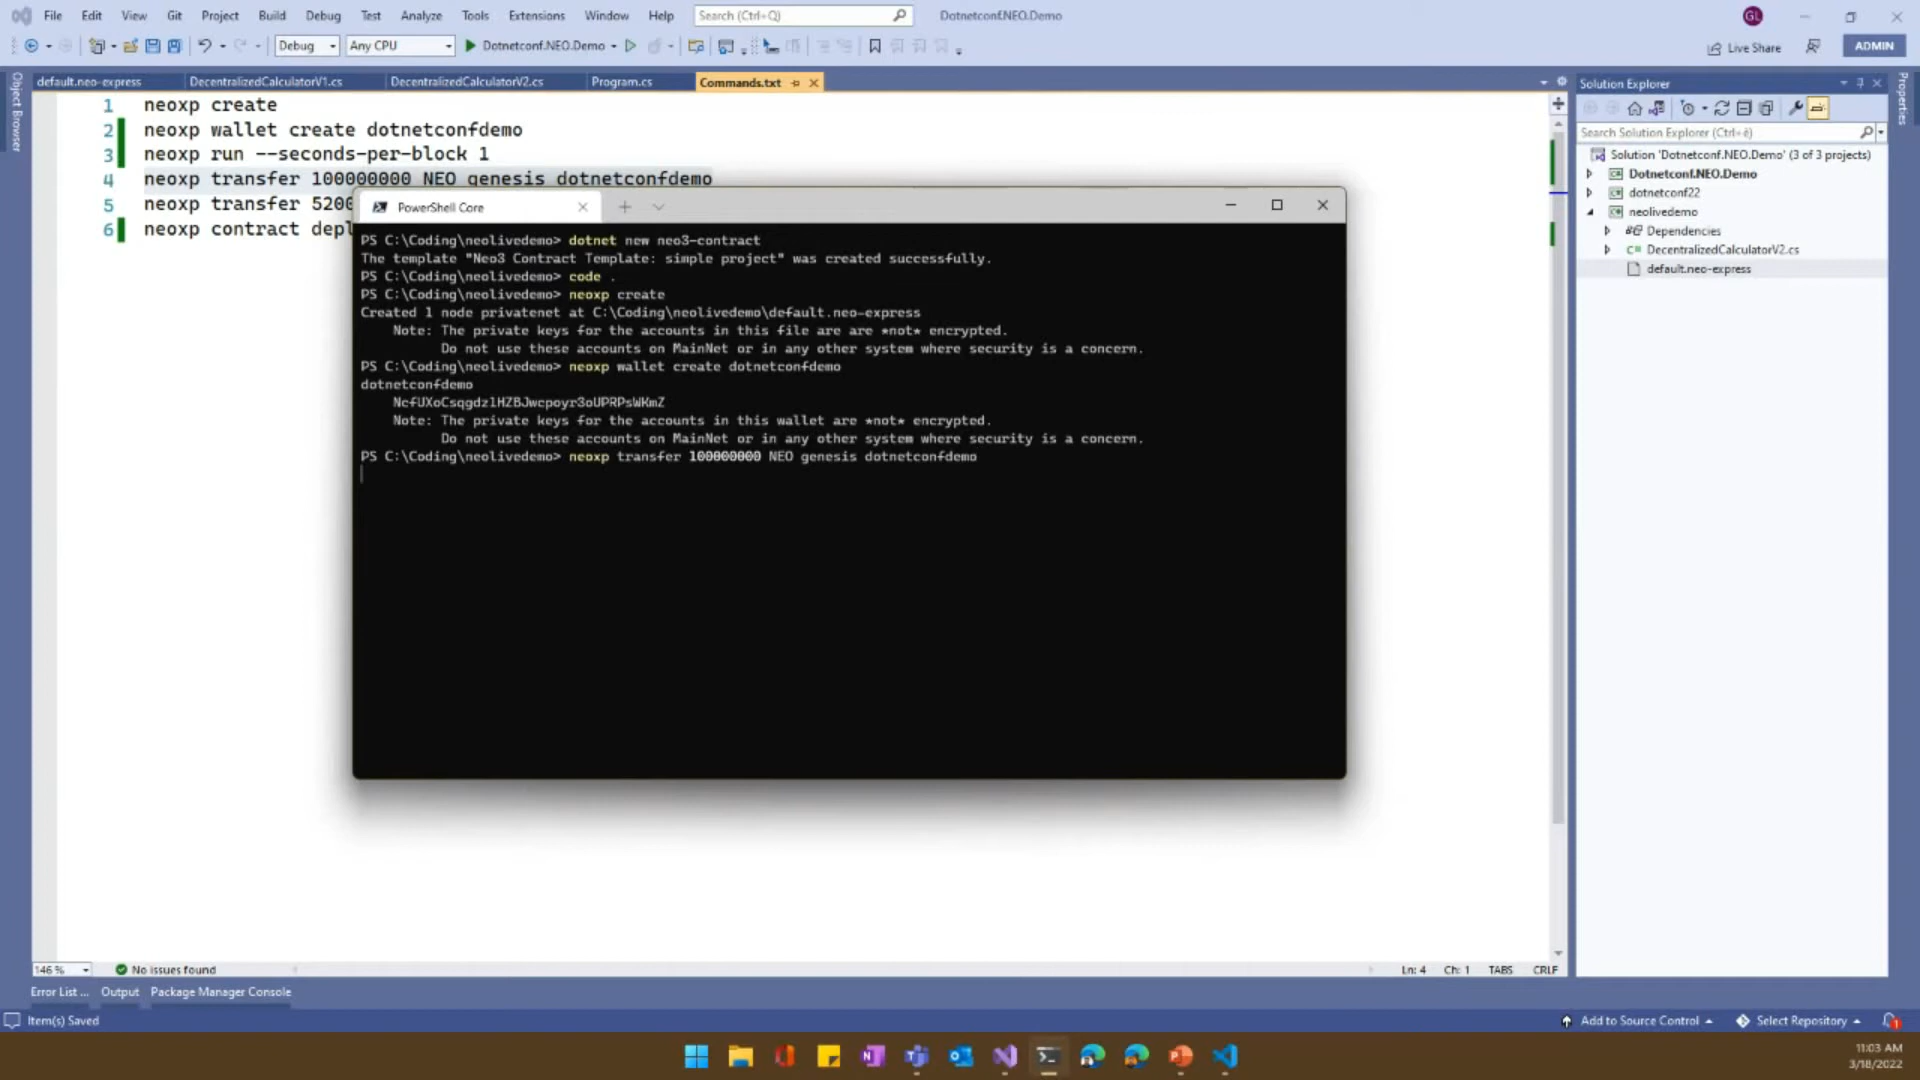 File Edit View Git Project Build Debug Test Analyze Tools Extensions Window Help Search (Ctrl+Q) Dotnetconf.NEO.Demo GL
Debug Any CPU Dotnetconf.NEO.Demo Live Share ADMIN
Object Browser
default.neo-express DecentralizedCalculatorV1.cs DecentralizedCalculatorV2.cs Program.cs Commands.txt
1 neoxp create
2 neoxp wallet create dotnetconfdemo
3 neoxp run --seconds-per-block 1
4 neoxp transfer 100000000 NEO genesis dotnetconfdemo
5 neoxp transfer 5200
6 neoxp contract depl
PowerShell Core
PS C:\Coding\neolivedemo> dotnet new neo3-contract
The template "Neo3 Contract Template: simple project" was created successfully.
PS C:\Coding\neolivedemo> code .
PS C:\Coding\neolivedemo> neoxp create
Created 1 node privatenet at C:\Coding\neolivedemo\default.neo-express
Note: The private keys for the accounts in this file are are *not* encrypted.
Do not use these accounts on MainNet or in any other system where security is a concern.
PS C:\Coding\neolivedemo> neoxp wallet create dotnetconfdemo
dotnetconfdemo
Note: The private keys for the accounts in this wallet are *not* encrypted.
Do not use these accounts on MainNet or in any other system where security is a concern.
PS C:\Coding\neolivedemo> neoxp transfer 100000000 NEO genesis dotnetconfdemo
Solution Explorer
Search Solution Explorer (Ctrl+è)
Solution 'Dotnetconf.NEO.Demo' (3 of 3 projects)
Dotnetconf.NEO.Demo
dotnetconf22
neolivedemo
Dependencies
C# DecentralizedCalculatorV2.cs
default.neo-express
Properties
146 % No issues found Ln: 4 Ch: 1 TABS CRLF
Error List ... Output Package Manager Console
Item(s) Saved Add to Source Control Select Repository 1
11:03 AM
3/18/2022